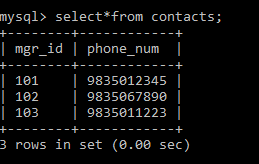 mysql> select*from contacts;
+--------+------------+
| mgr_id | phone_num  |
+--------+------------+
| 101    | 9835012345 |
| 102    | 9835067890 |
| 103    | 9835011223 |
+--------+------------+
3 rows in set (0.00 sec)